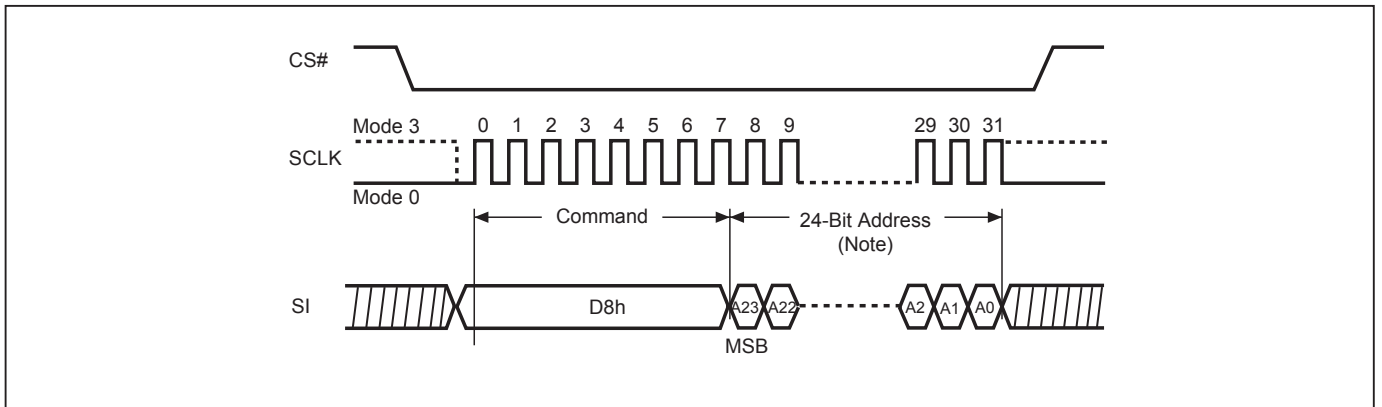 CS#
Mode 3
0 1 2 3 4 5 6 7 8 9 29 30 31
SCLK
Mode 0
Command
24-Bit Address
(Note)
SI
D8h
A23 A22 A2 A1 A0
MSB